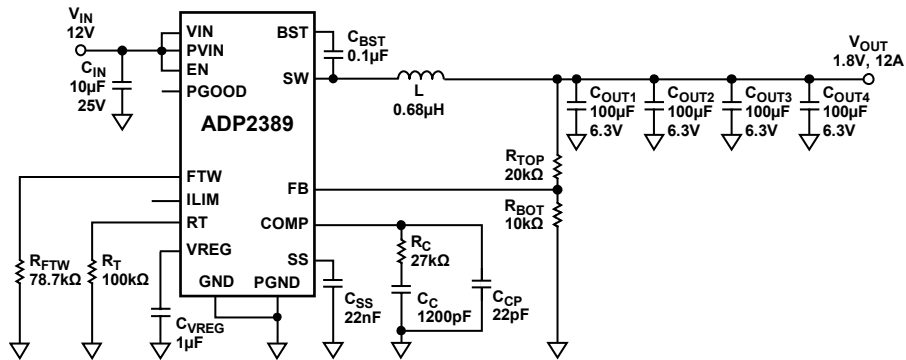 VIN
12V
CIN
10µF
25V
VIN
PVIN
EN
PGOOD
ADP2389
FTW
ILIM
RT
VREG
GND
PGND
BST
SW
FB
COMP
SS
CBST
0.1µF
L
0.68µH
VOUT
1.8V, 12A
COUT1
100µF
6.3V
COUT2
100µF
6.3V
COUT3
100µF
6.3V
COUT4
100µF
6.3V
RTOP
20kΩ
RBOT
10kΩ
RFTW
78.7kΩ
RT
100kΩ
CVREG
1µF
CSS
22nF
RC
27kΩ
CC
1200pF
CCP
22pF